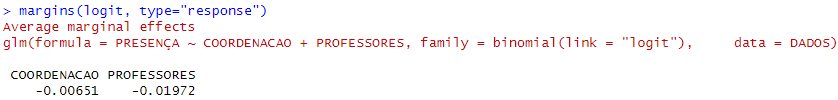 > margins(logit, type="response")
Average marginal effects
glm(formula = PRESENÇA ~ COORDENACAO + PROFESSORES, family = binomial(link = "logit"),     data = DADOS)
 COORDENACAO PROFESSORES
    -0.00651    -0.01972